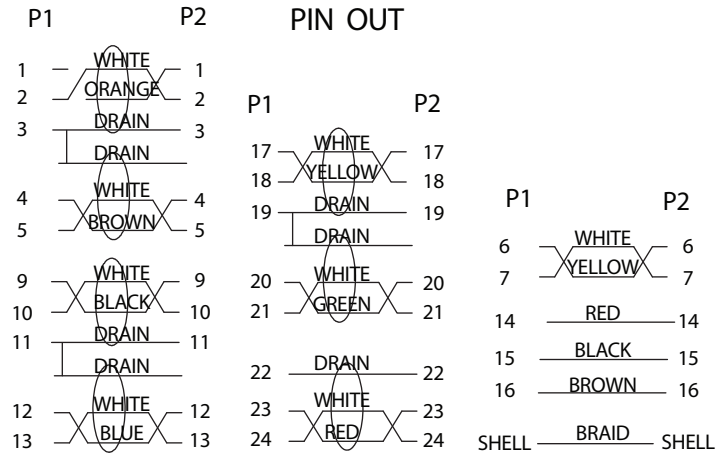 PIN OUT
P1 P2
1 WHITE 1
2 ORANGE 2
3 DRAIN 3
DRAIN
4 WHITE 4
5 BROWN 5
9 WHITE 9
10 BLACK 10
11 DRAIN 11
DRAIN
12 WHITE 12
13 BLUE 13
P1 P2
17 WHITE 17
18 YELLOW 18
19 DRAIN 19
DRAIN
20 WHITE 20
21 GREEN 21
22 DRAIN 22
23 WHITE 23
24 RED 24
P1 P2
6 WHITE 6
7 YELLOW 7
14 RED 14
15 BLACK 15
16 BROWN 16
SHELL BRAID SHELL